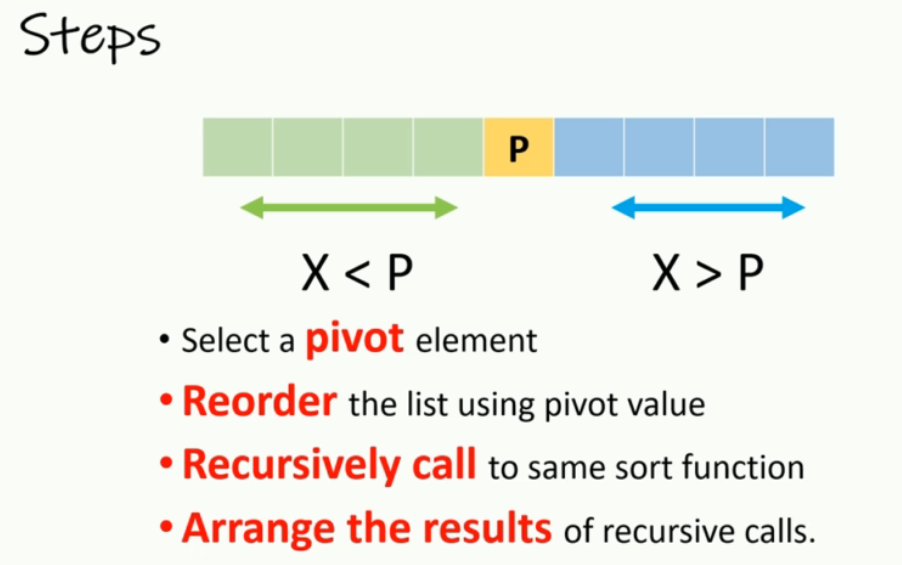 Steps
P
X < P
X > P
• Select a pivot element
• Reorder the list using pivot value
• Recursively call to same sort function
• Arrange the results of recursive calls.